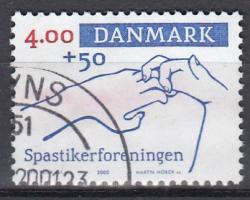 4.00 DANMARK
+50
YNS
51
Spastikerforeningen
2000 MARTIN MÖRCK sc.
200123